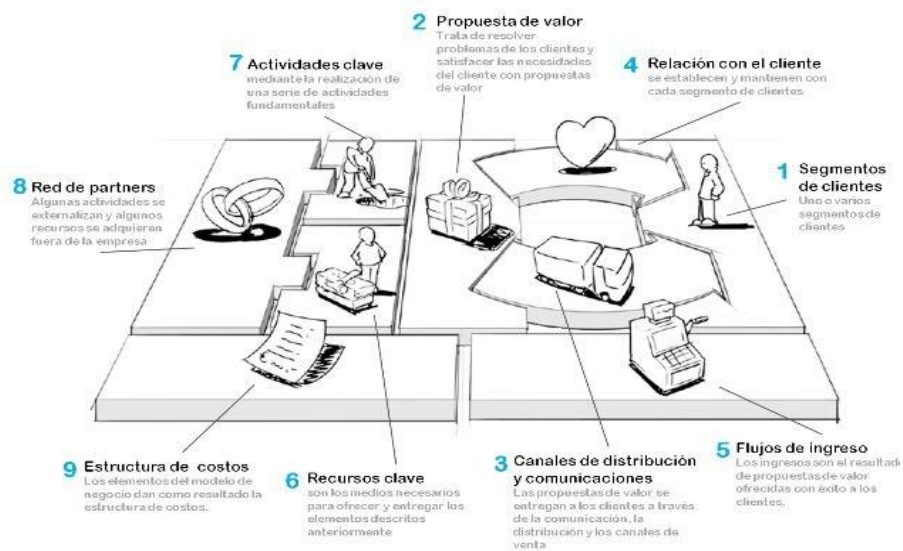 2 Propuesta de valor
Trata de resolver
problemas de los clientes y
satisfacer las necesidades
del cliente con propuestas
de valor
7 Actividades clave
mediante la realización de
una serie de actividades
fundamentales
4 Relación con el cliente
se establecen y mantienen con
cada segmento de clientes
1 Segmentos
de clientes
Uno o varios
segmentos de
clientes
8 Red de partners
Algunas actividades se
externalizan y algunos
recursos se adquieren
fuera de la empresa
9 Estructura de costos
Los elementos del modelo de
negocio dan como resultado la
estructura de costos.
6 Recursos clave
son los medios necesarios
para ofrecer y entregar los
elementos descritos
anteriormente
3 Canales de distribución
y comunicaciones
Las propuestas de valor se
entregan a los clientes a través
de la comunicación, la
distribución y los canales de
venta
5 Flujos de ingreso
Los ingresos son el resultado
de propuestas de valor
ofrecidas con éxito a los
clientes.